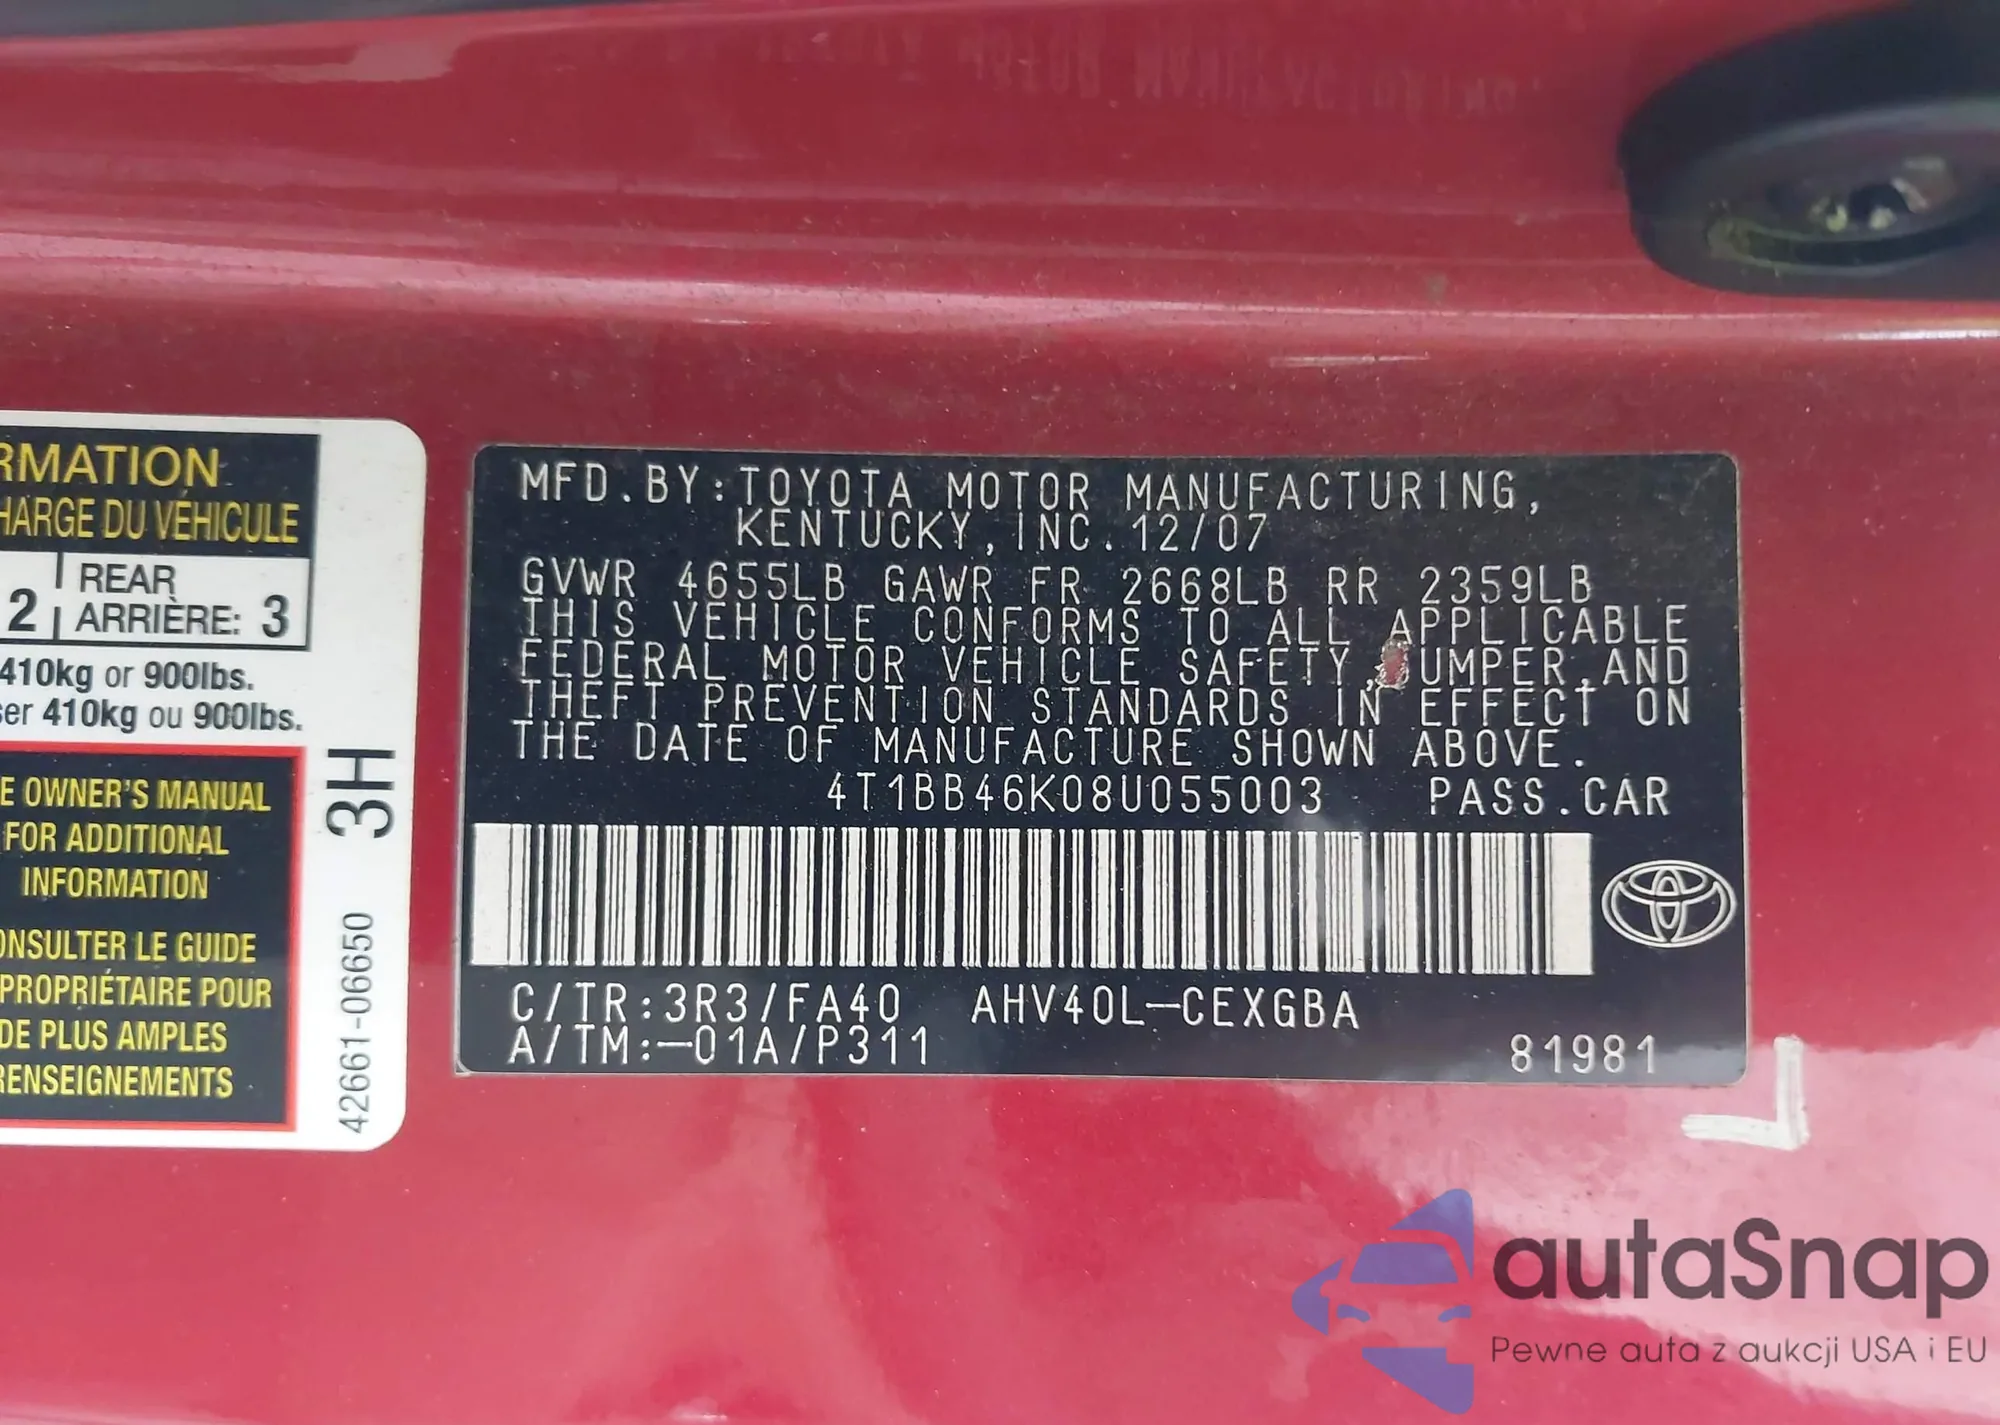 RMATION
HARGE DU VÉHICULE
2 REAR
ARRIÈRE: 3
410kg or 900lbs.
ser 410kg ou 900lbs.
E OWNER'S MANUAL
FOR ADDITIONAL
INFORMATION
ONSULTER LE GUIDE
PROPRIÉTAIRE POUR
DE PLUS AMPLES
RENSEIGNEMENTS
3H
42661-06650
MFD.BY:TOYOTA MOTOR MANUFACTURING,
KENTUCKY,INC.12/07
GVWR 4655LB GAWR FR 2668LB RR 2359LB
THIS VEHICLE CONFORMS TO ALL APPLICABLE
FEDERAL MOTOR VEHICLE SAFETY, UMPER,AND
THEFT PREVENTION STANDARDS IN EFFECT ON
THE DATE OF MANUFACTURE SHOWN ABOVE.
4T1BB46K08U055003 PASS.CAR
C/TR:3R3/FA40 AHV40L-CEXGBA
A/TM:-01A/P311
81981
autaSnap
Pewne auta z aukcji USA i EU